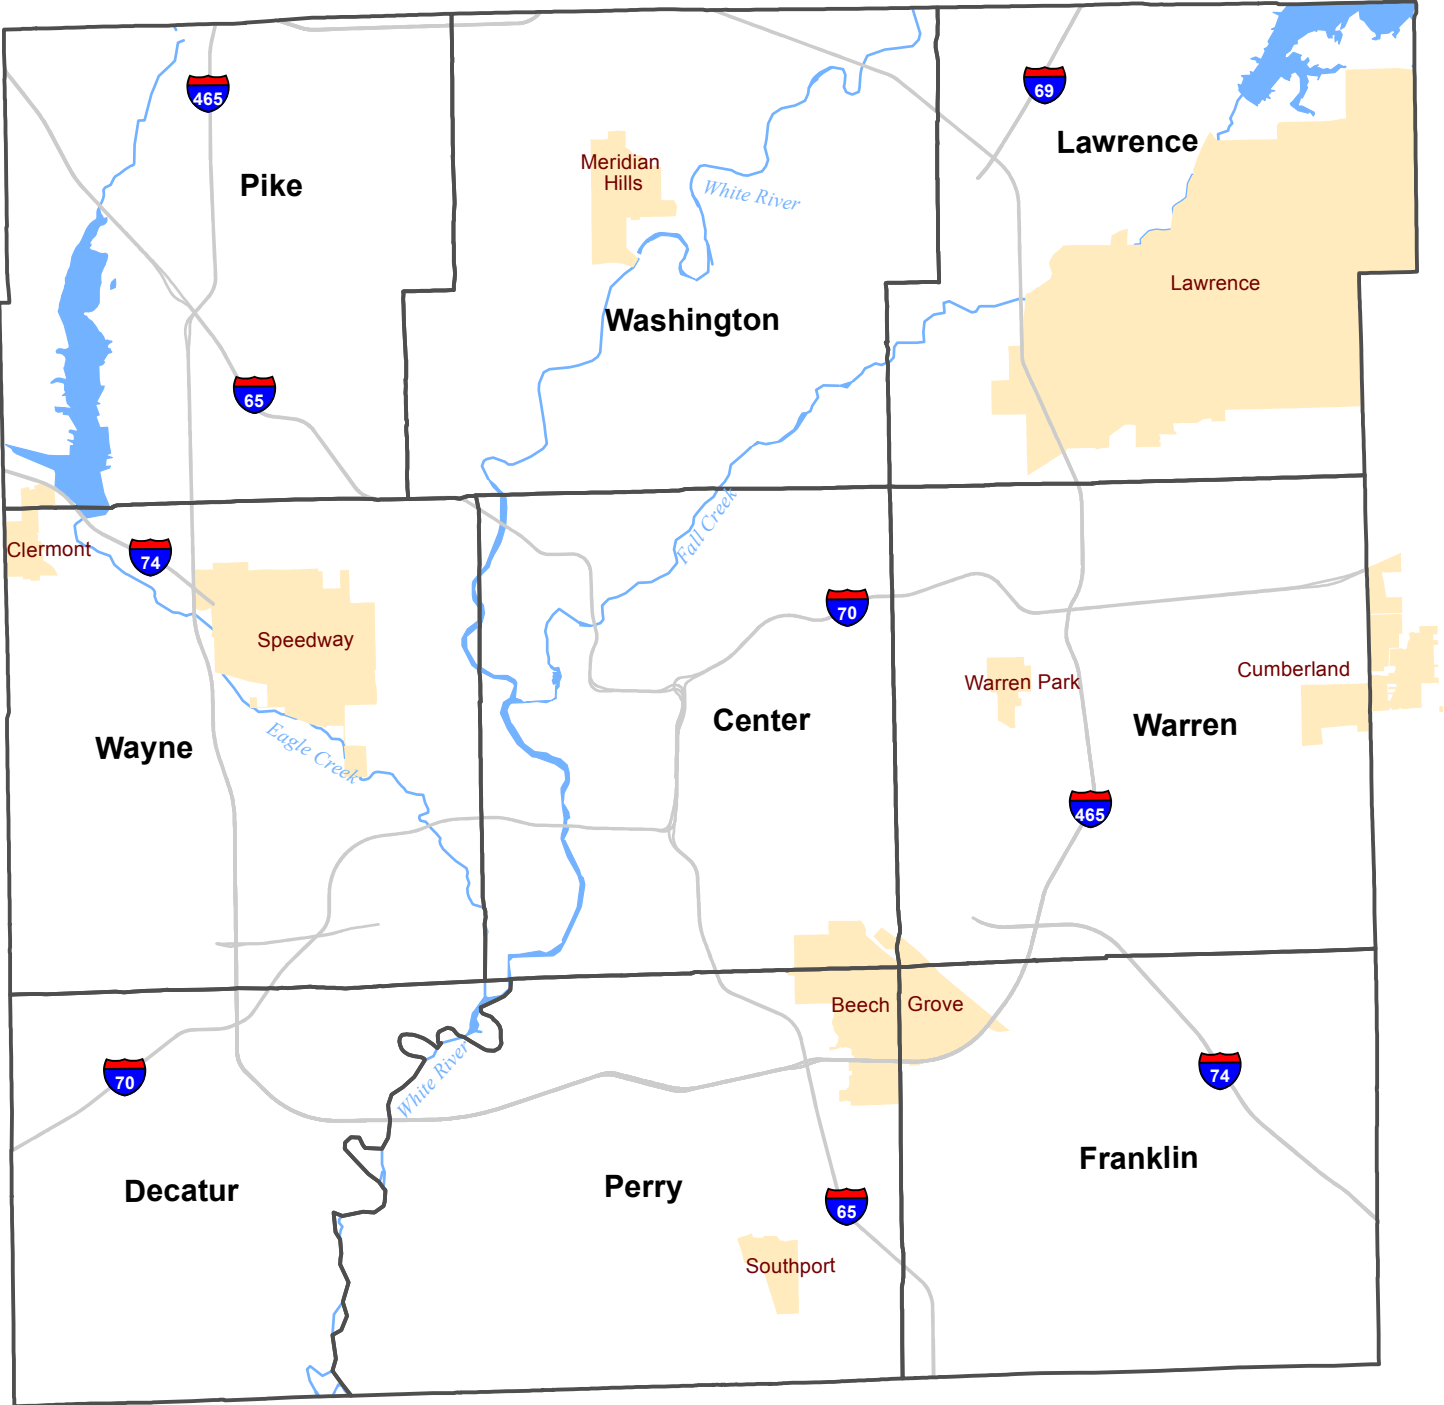 465
69
Lawrence
Meridian
Hills
Pike
White River
Lawrence
Washington
65
Fall Creek
Clermont
74
70
Speedway
Cumberland
Warren Park
Center
Warren
Wayne
Eagle Creek
465
Beech Grove
70
White River
74
Franklin
Decatur
Perry
65
Southport